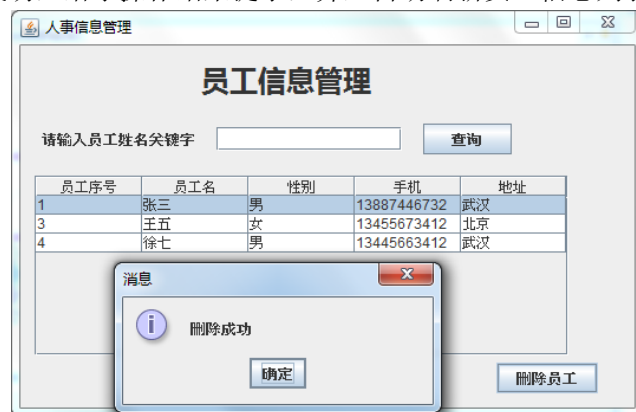 人事信息管理
员工信息管理
请输入员工姓名关键字 查询
员工序号 员工名 性别 手机 地址
1 张三 男 13887446732 武汉
3 王五 女 13455673412 北京
4 徐七 男 13445663412 武汉
消息
删除成功
确定
删除员工